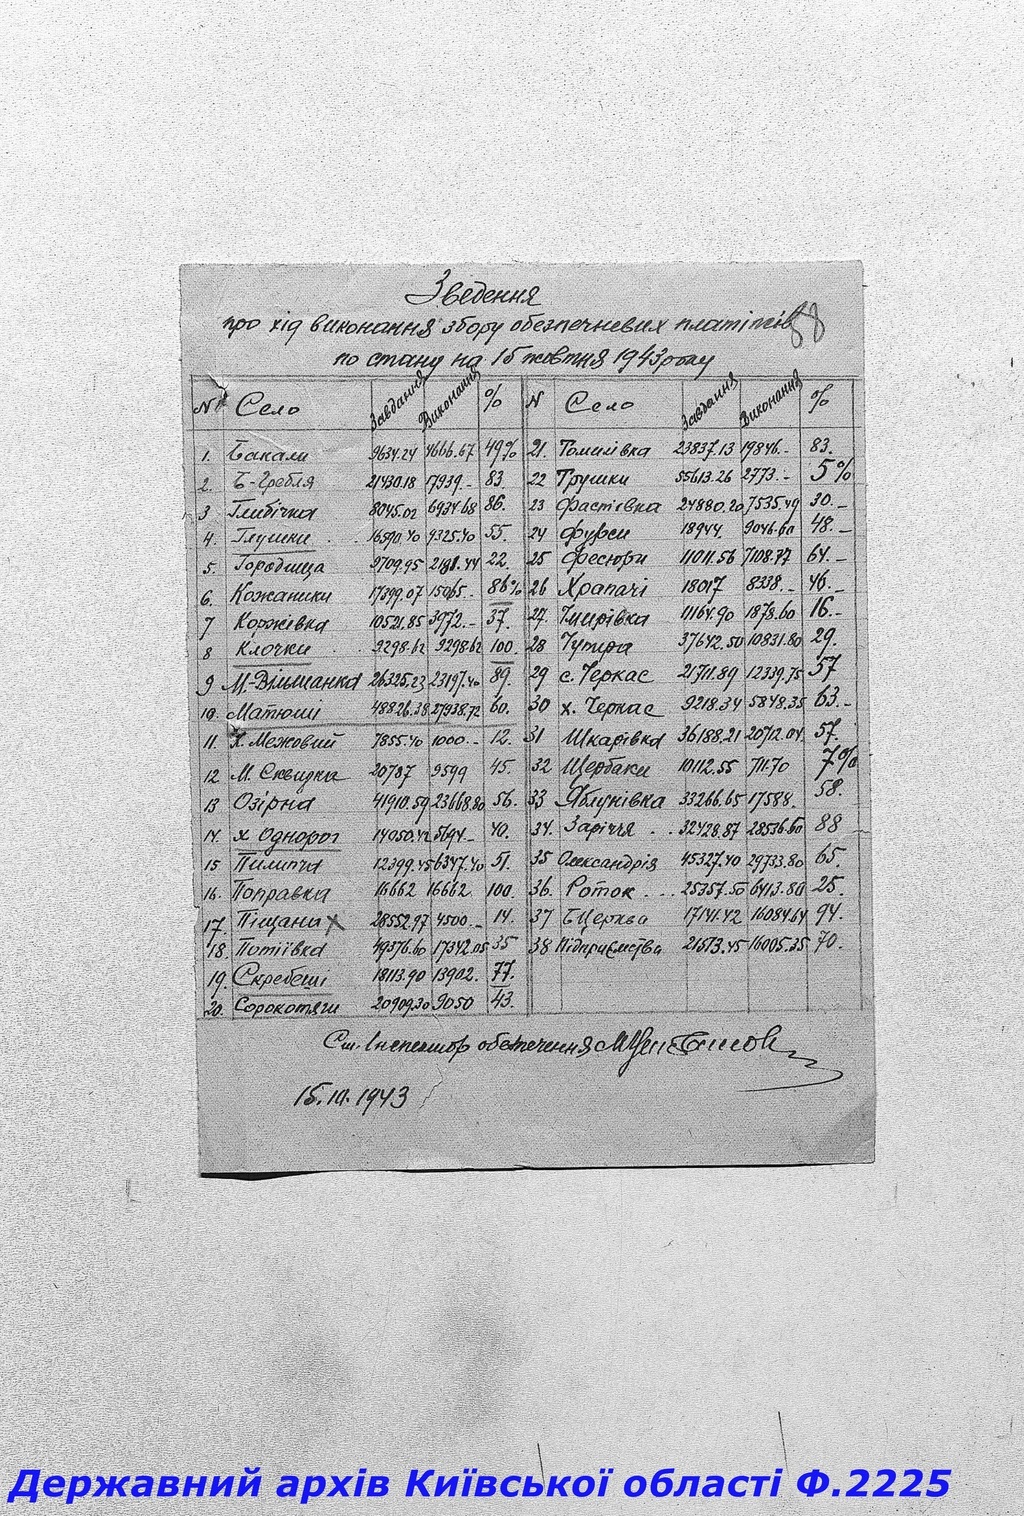 Зведення
про хід виконання збору обезпечневих платіжів
58
по стану на 15 жовтня 1943 року
№ Село Завдання Виконання % № Село Завдання Виконання %
1. Бакали 9634.24 4666.67 49% 21. Томилівка 23837.13 19846.- 83.
2. Б-Гребля 21430.18 17939.- 83. 22 Трушки 55613.26 2773.- 5%
3 Глибічка 8045.02 6934.68 86. 23 Фастівка 24880.20 7535.49 30.-
4. Глушки . . 16590.40 9325.40 55. 24 Фурси 18944. 9046.60 48.-
5. Городища 9709.95 2181.44 22. 25 Фесюри 11011.56 7108.77 64.-
6. Кожаники 17399.07 15065.- 86% 26 Храпачі 18017 8338.- 46.-
7 Коржівка 10521.85 3972.- 37. 27. Чмирівка 11164.90 1878.60 16.-
8 Клочки . . 9298.62 9298.62 100. 28 Чупира 37642.50 10831.80 29.
9 М.-Вільшанка 26325.23 23197.40 89. 29 с. Черкас 21711.89 12339.75 57
10. Матюши 48826.38 27938.72 60. 30 х. Черкас 9218.34 5848.35 63.-
11. х. Межовий 7855.40 1000.- 12. 31 Шкарівка 36188.21 20712.04. 57.
12 М. Сквирка 20787 9599 45. 32 Щербаки 10112.55 711.70 7%
13 Озірна 41910.59 23668.80 56. 33 Яблунівка 33266.65 17588. 58.
14. х Однорог 14050.42 5694.- 40. 34. Заріччя . . 32428.87 28536.60 88
15 Пилипча 12399.45 6347.40 51. 35 Олександрія 45327.40 29733.80 65.
16. Поправка 16662 16662 100. 36. Роток . . . 25357.50 6413.80 25.
17. Піщана х 28552.97 4500.- 14. 37 Б Церква 17141.42 16084.64 94.
18. Потіївка 49576.60 17342.05 35 38 Підприємства 21573.45 16005.35 70.
19. Скребеші 18113.90 13902. 77.
20. Сорокотяги 20909.30 9050 43.
Ст. Інспектор обезпечення
15.10.1943
Державний архів Київської області Ф.2225